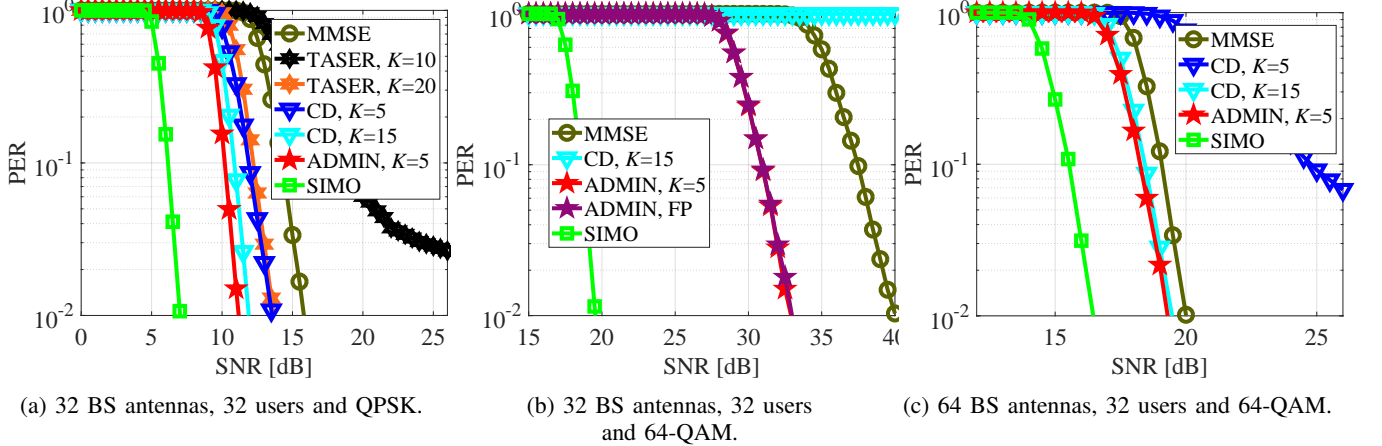 10^0
10^-1
10^-2
PER
0 5 10 15 20 25
SNR [dB]
MMSE
TASER, K=10
TASER, K=20
CD, K=5
CD, K=15
ADMIN, K=5
SIMO
(a) 32 BS antennas, 32 users and QPSK.
10^0
10^-1
10^-2
PER
15 20 25 30 35 40
SNR [dB]
MMSE
CD, K=15
ADMIN, K=5
ADMIN, FP
SIMO
(b) 32 BS antennas, 32 users
and 64-QAM.
10^0
10^-1
10^-2
PER
15 20 25
SNR [dB]
MMSE
CD, K=5
CD, K=15
ADMIN, K=5
SIMO
(c) 64 BS antennas, 32 users and 64-QAM.